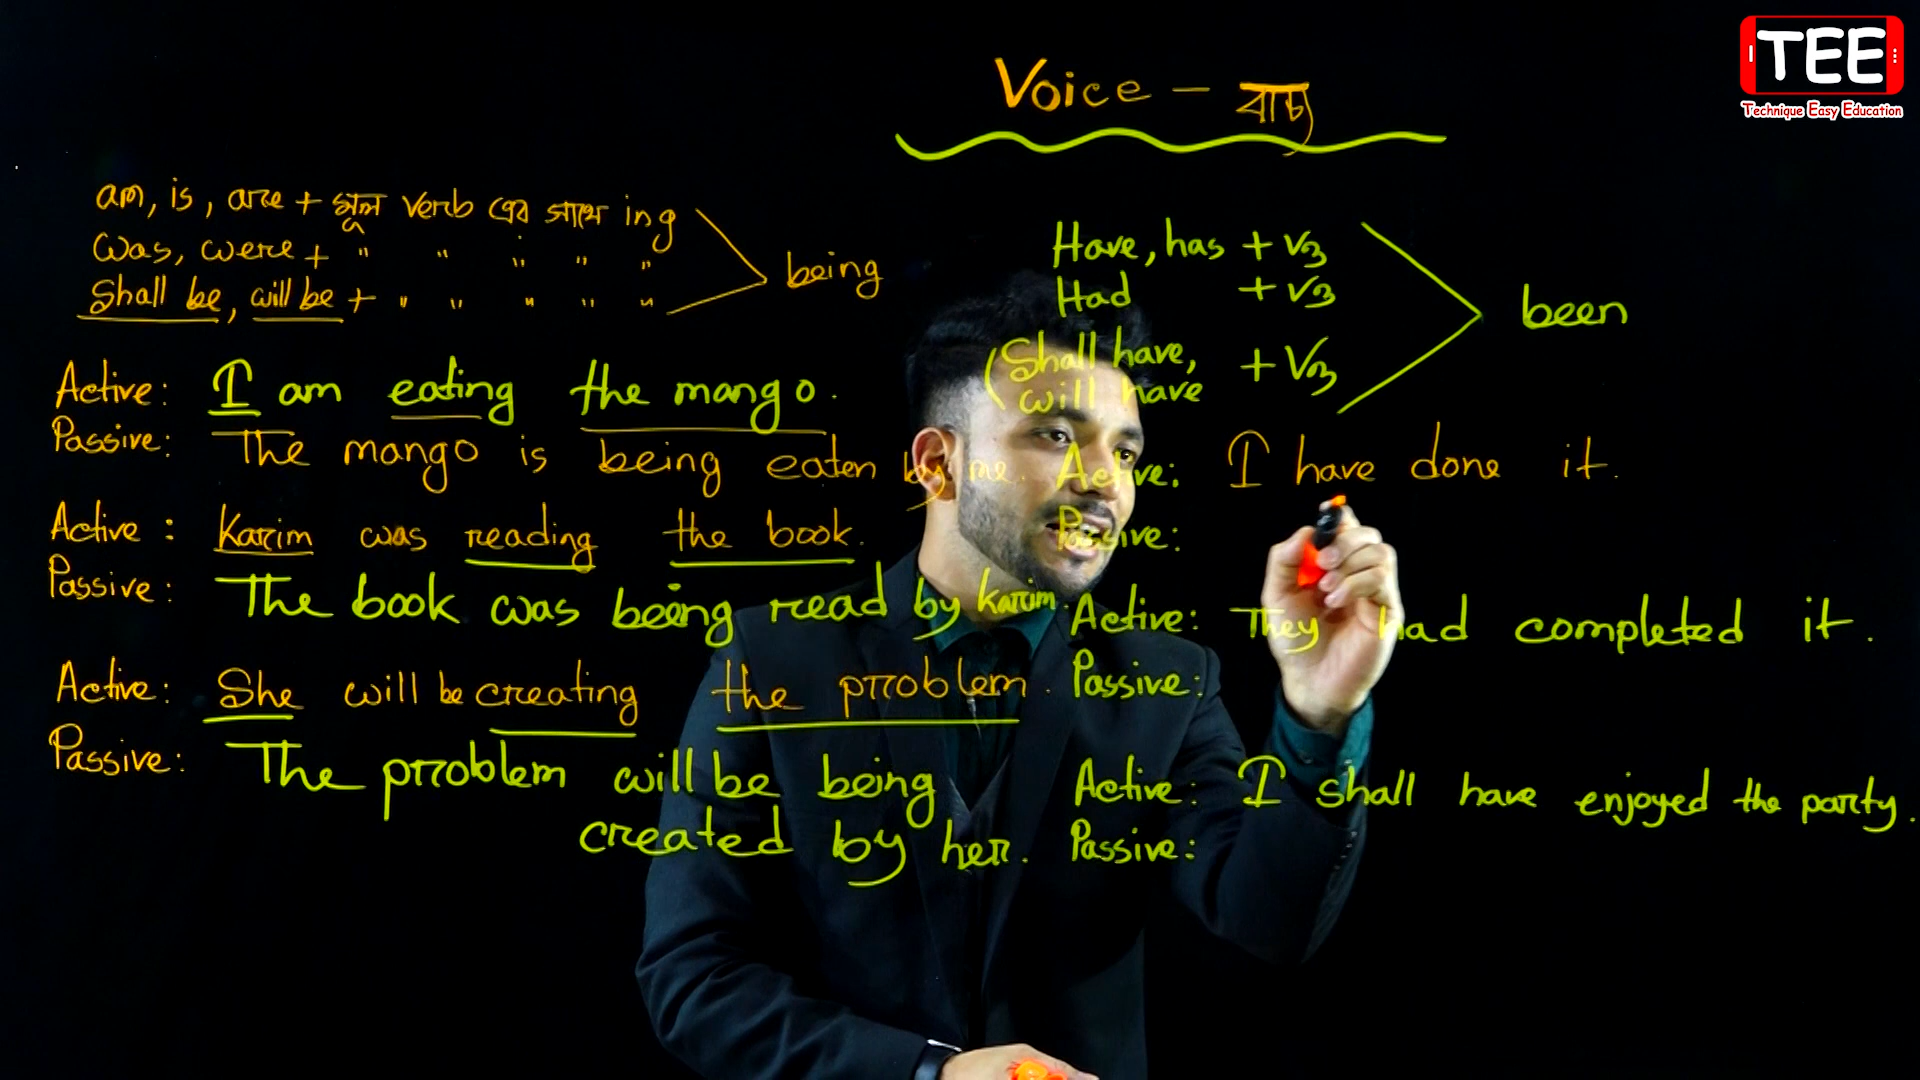 TEE
Technique Easy Education
Voice - বাচ্য
am, is, are + মূল verb এর সাথে ing
was, were + " " " " "
Shall be, will be + " " " " "
being
Active: I am eating the mango.
Passive: The mango is being eaten by me.
Active: Karim was reading the book.
Passive: The book was being read by karim.
Active: She will be creating the problem.
Passive: The problem will be being
created by her.
Have, has + V3
Had + V3
(Shall have,
will have + V3
been
Active: I have done it.
Passive:
Active: They had completed it.
Passive:
Active: I shall have enjoyed the party.
Passive: